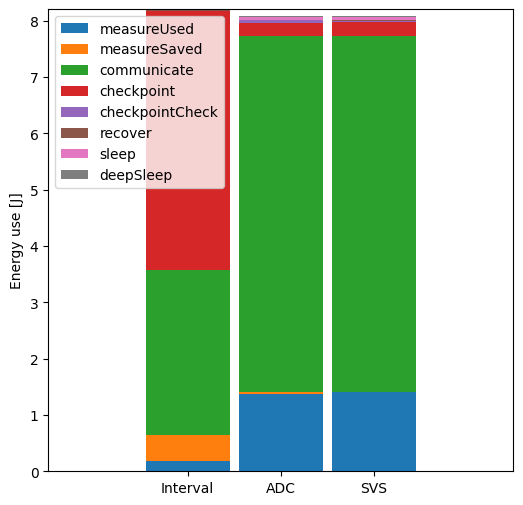 measureUsed
measureSaved
communicate
checkpoint
checkpointCheck
recover
sleep
deepSleep
Energy use [J]
8
7
6
5
4
3
2
1
0
Interval ADC SVS